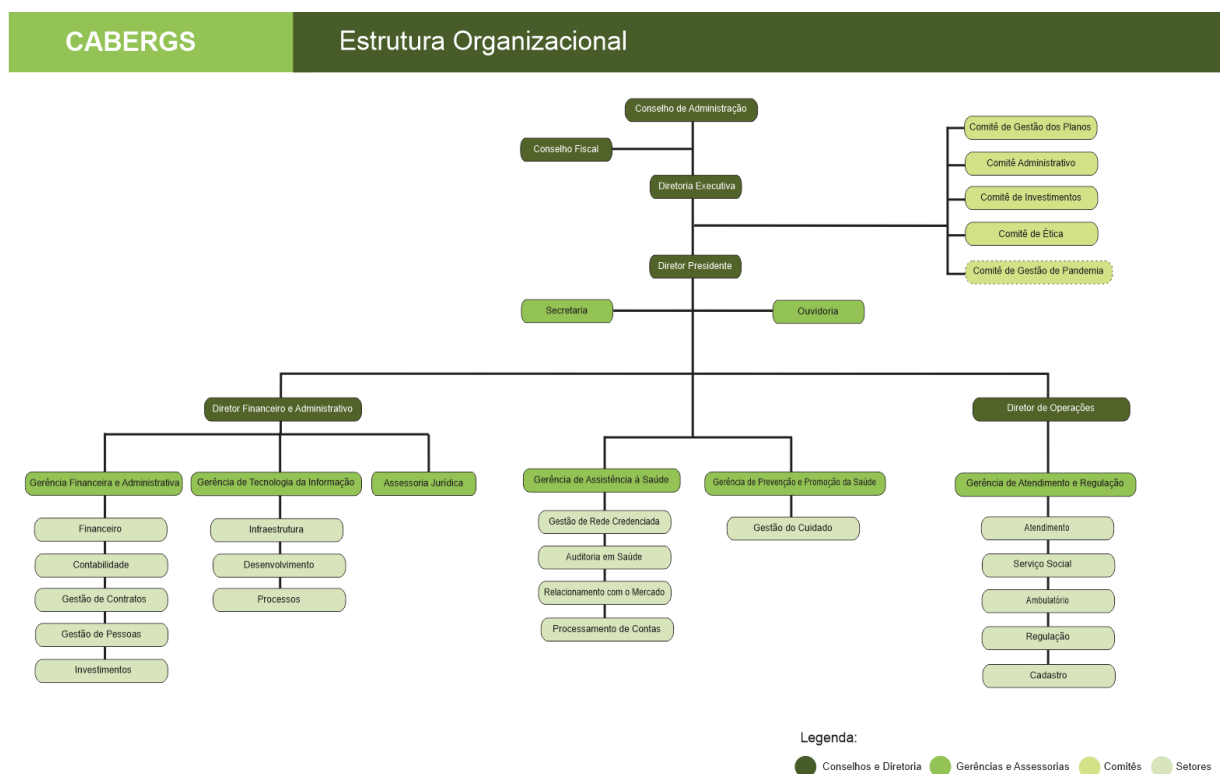 CABERGS
Estrutura Organizacional
Conselho de Administração
Conselho Fiscal
Diretoria Executiva
Comitê de Gestão dos Planos
Comitê Administrativo
Comitê de Investimentos
Comitê de Ética
Comitê de Gestão de Pandemia
Diretor Presidente
Secretaria
Ouvidoria
Diretor Financeiro e Administrativo
Diretor de Operações
Gerência Financeira e Administrativa
Gerência de Tecnologia da Informação
Assessoria Jurídica
Gerência de Assistência á Saúde
Gerência de Prevenção e Promoção da Saúde
Gerência de Atendimento e Regulação
Financeiro
Contabilidade
Gestão de Contratos
Gestão de Pessoas
Investimentos
Infraestrutura
Desenvolvimento
Processos
Gestão de Rede Credenciada
Auditoria em Saúde
Relacionamento com o Mercado
Processamento de Contas
Gestão do Cuidado
Atendimento
Serviço Social
Ambulatório
Regulação
Cadastro
Legenda:
Conselhos e Diretoria
Gerências e Assessorias
Comitês
Setores